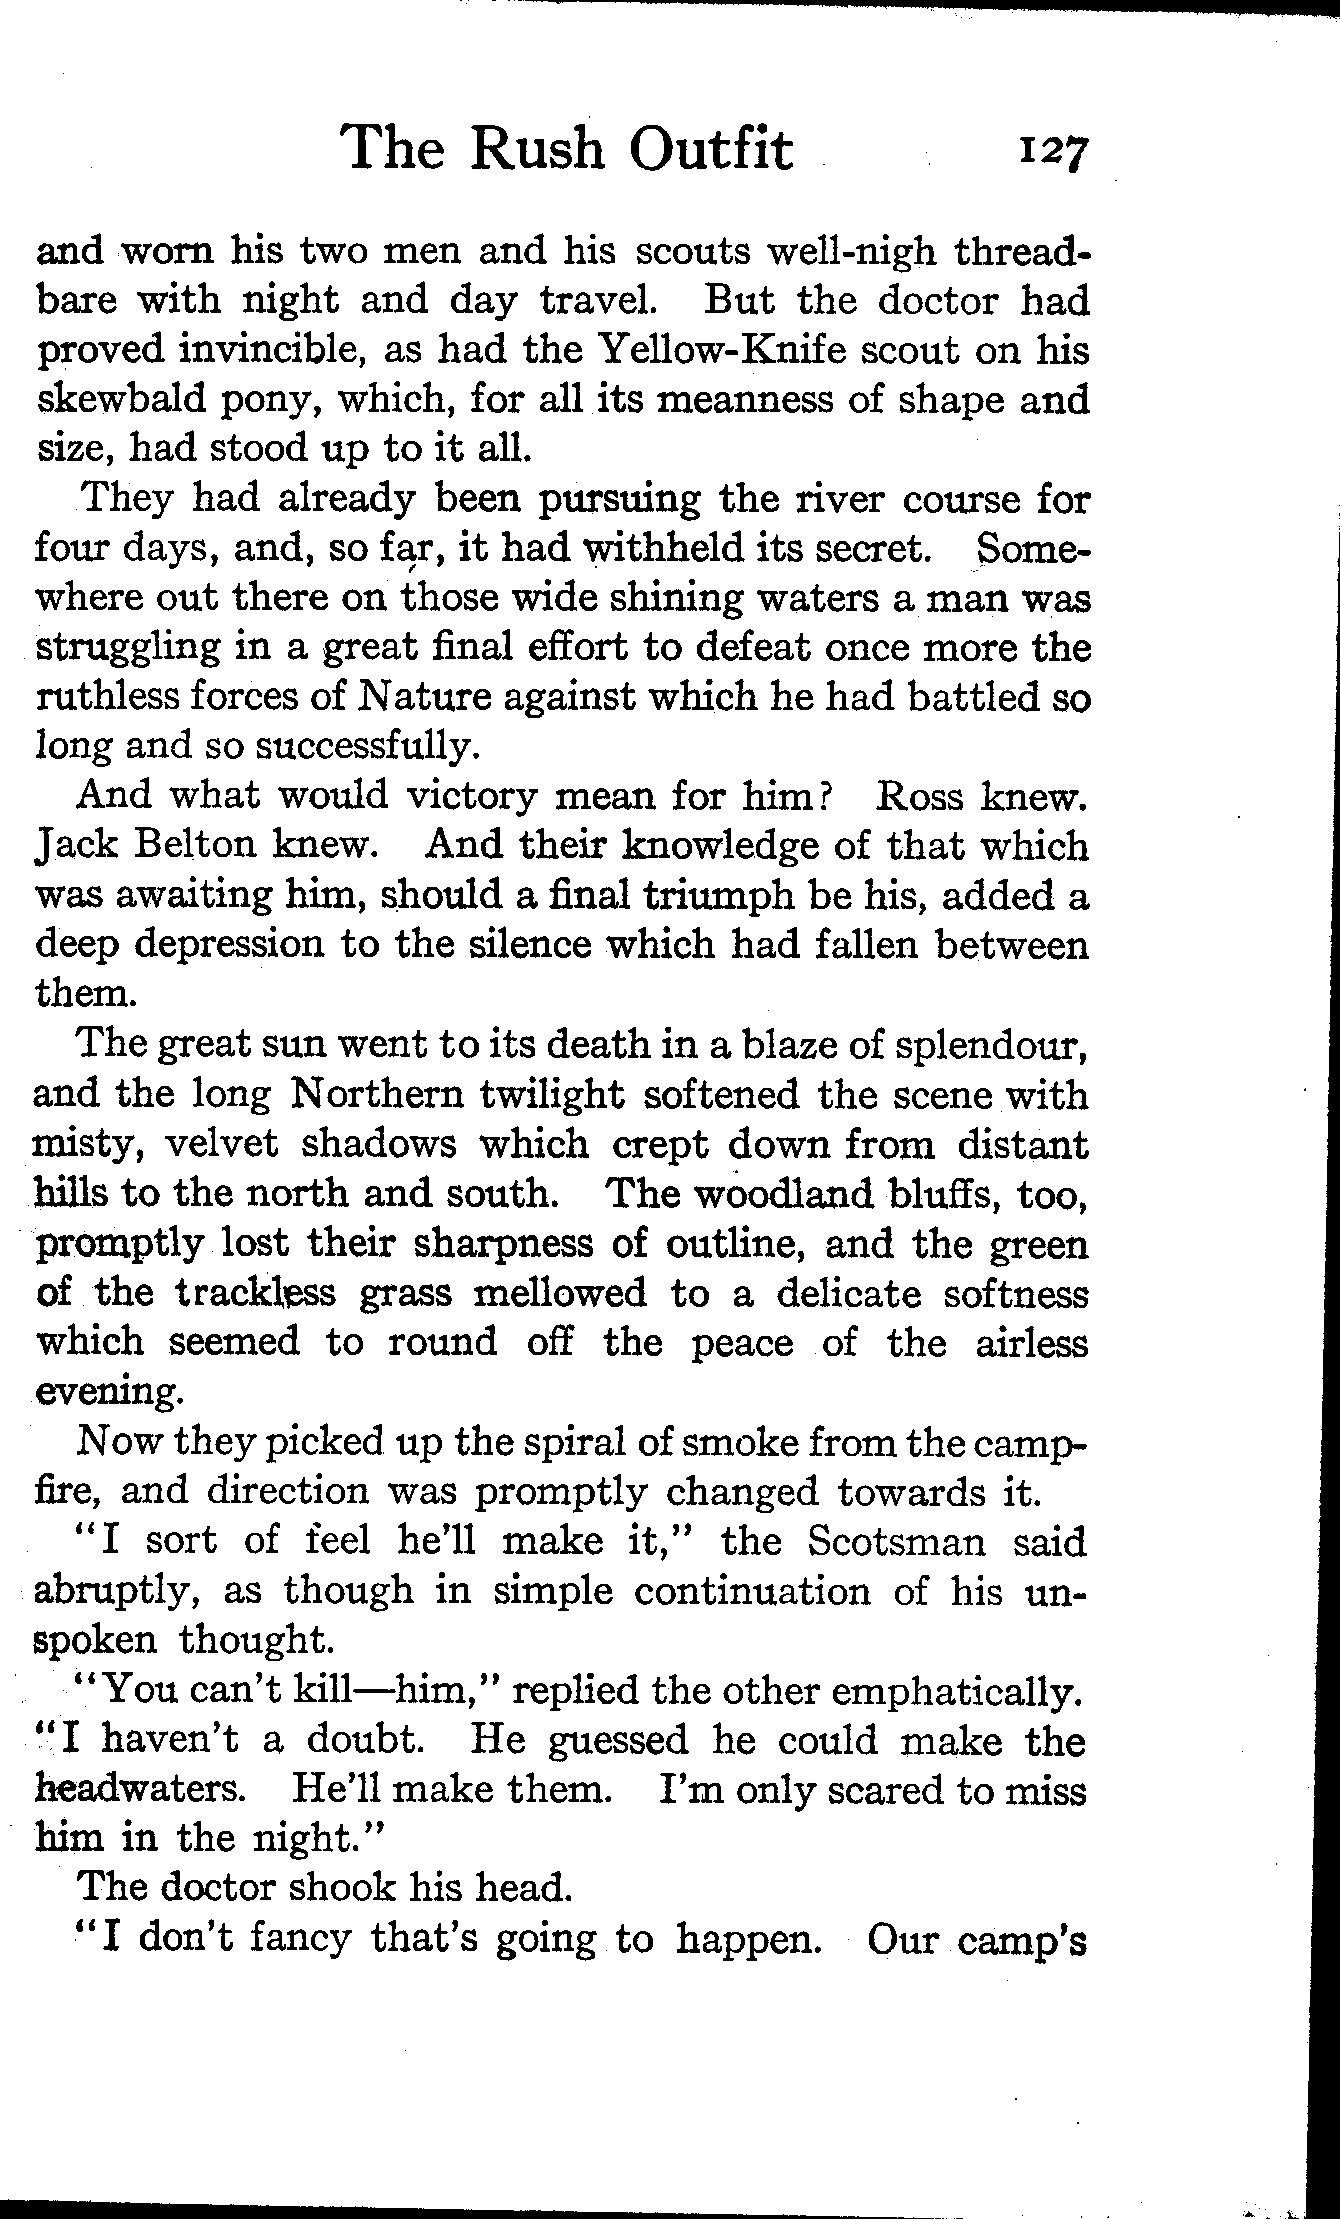 The Rush Outfit 127
and worn his two men and his scouts well-nigh thread-
bare with night and day travel. But the doctor had
proved invincible, as had the Yellow-Knife scout on his
skewbald pony, which, for all its meanness of shape and
size, had stood up to it all.
They had already been pursuing the river course for
four days, and, so far, it had withheld its secret. Some-
where out there on those wide shining waters a man was
struggling in a great final effort to defeat once more the
ruthless forces of Nature against which he had battled so
long and so successfully.
And what would victory mean for him? Ross knew.
Jack Belton knew. And their knowledge of that which
was awaiting him, should a final triumph be his, added a
deep depression to the silence which had fallen between
them.
The great sun went to its death in a blaze of splendour,
and the long Northern twilight softened the scene with
misty, velvet shadows which crept down from distant
hills to the north and south. The woodland bluffs, too,
promptly lost their sharpness of outline, and the green
of the trackless grass mellowed to a delicate softness
which seemed to round off the peace of the airless
evening.
Now they picked up the spiral of smoke from the camp-
fire, and direction was promptly changed towards it.
"I sort of feel he'll make it," the Scotsman said
abruptly, as though in simple continuation of his un-
spoken thought.
"You can't kill—him," replied the other emphatically.
"I haven't a doubt. He guessed he could make the
headwaters. He'll make them. I'm only scared to miss
him in the night."
The doctor shook his head.
"I don't fancy that's going to happen. Our camp's